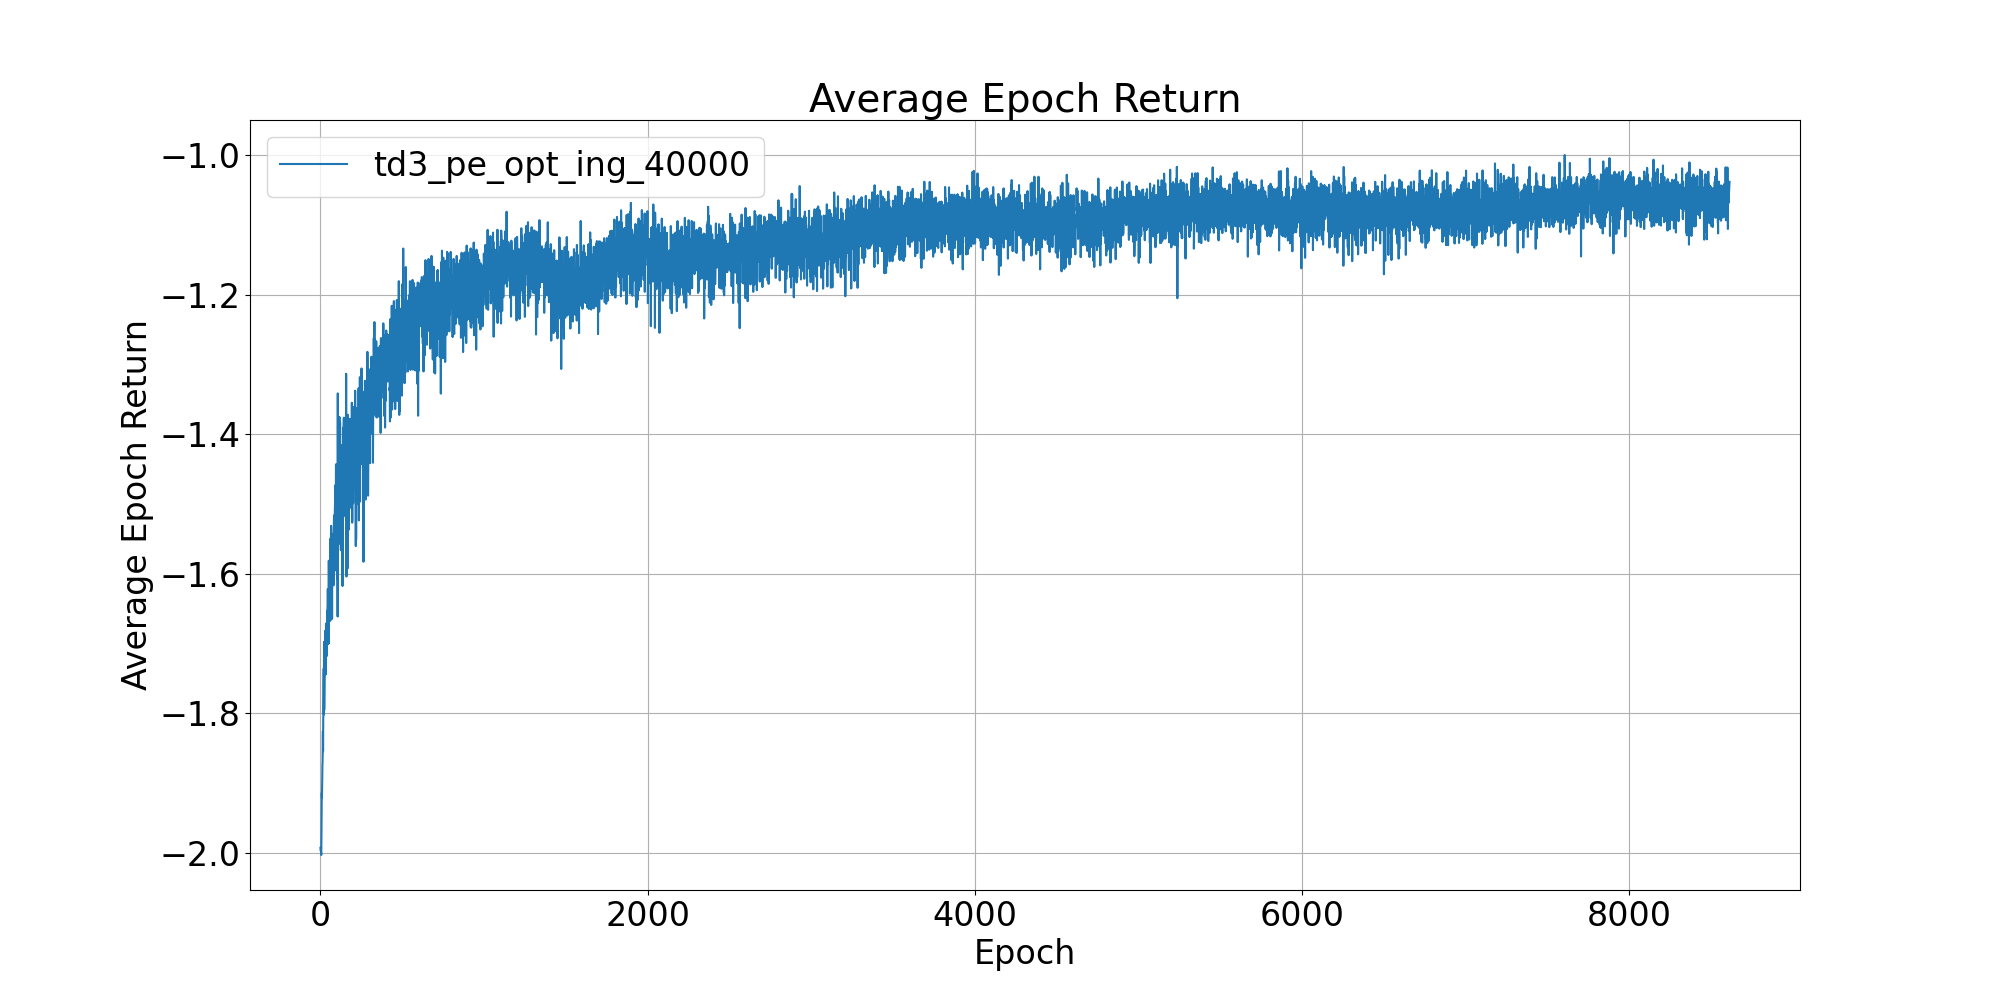 Average Epoch Return
td3_pe_opt_ing_40000
Average Epoch Return
−1.0
−1.2
−1.4
−1.6
−1.8
−2.0
0 2000 4000 6000 8000
Epoch